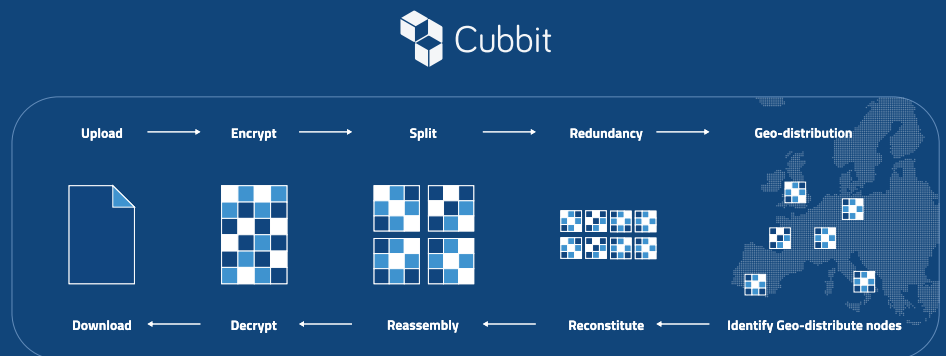 Cubbit
Upload
Encrypt
Split
Redundancy
Geo-distribution
Download
Decrypt
Reassembly
Reconstitute
Identify Geo-distribute nodes